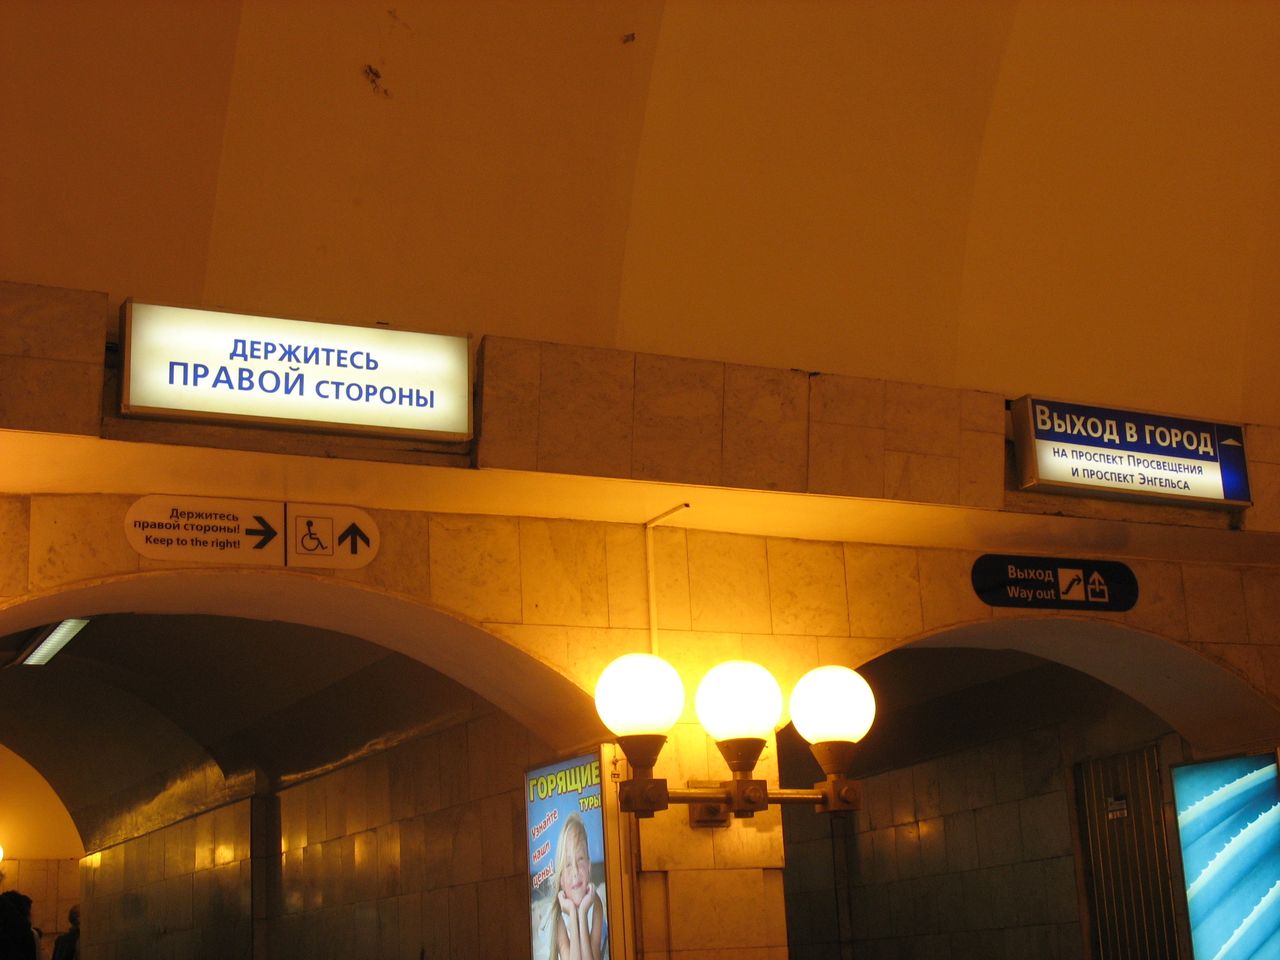 ДЕРЖИТЕСЬ
ПРАВОЙ СТОРОНЫ
ВЫХОД В ГОРОД
НА ПРОСПЕКТ ПРОСВЕЩЕНИЯ
И ПРОСПЕКТ ЭНГЕЛЬСА
Держитесь
правой стороны!
Keep to the right!
Выход
Way out
ГОРЯЩИЕ
ТУРЫ
Узнайте
наши
цены!